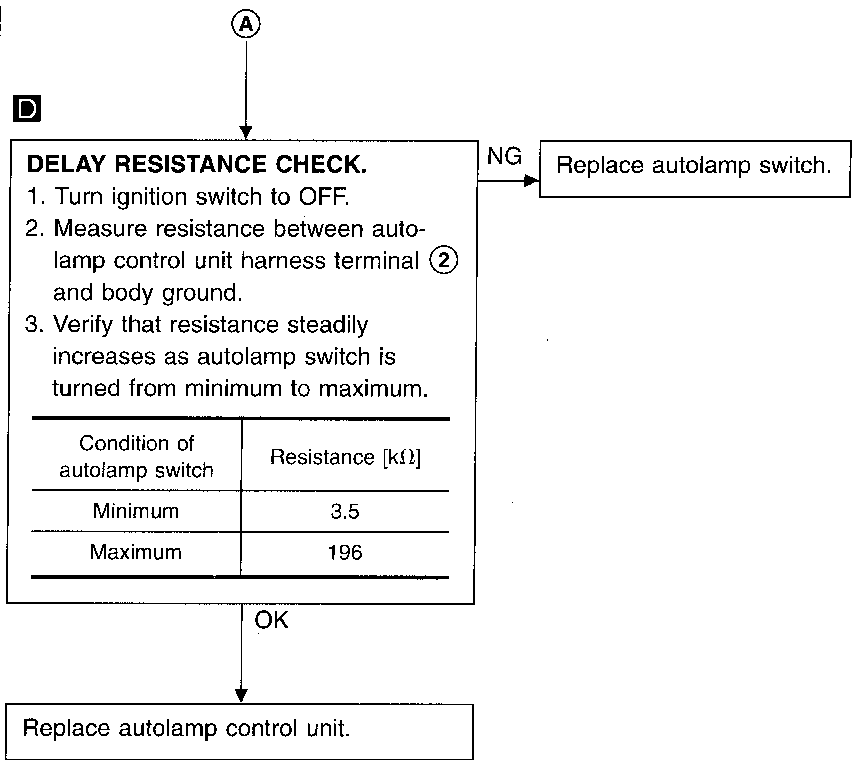 A
D
DELAY RESISTANCE CHECK.
1. Turn ignition switch to OFF.
2. Measure resistance between auto-
lamp control unit harness terminal ②
and body ground.
3. Verify that resistance steadily
increases as autolamp switch is
turned from minimum to maximum.
Condition of
autolamp switch
Resistance [kΩ]
Minimum
3.5
Maximum
196
NG
Replace autolamp switch.
OK
Replace autolamp control unit.